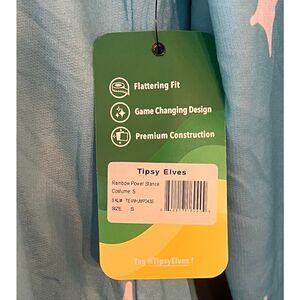 Flattering Fit
Game Changing Design
Premium Construction
Tipsy Elves
Rainbow Power Stance
Costume: S
SIZE: S
Tag @TipsyElves !